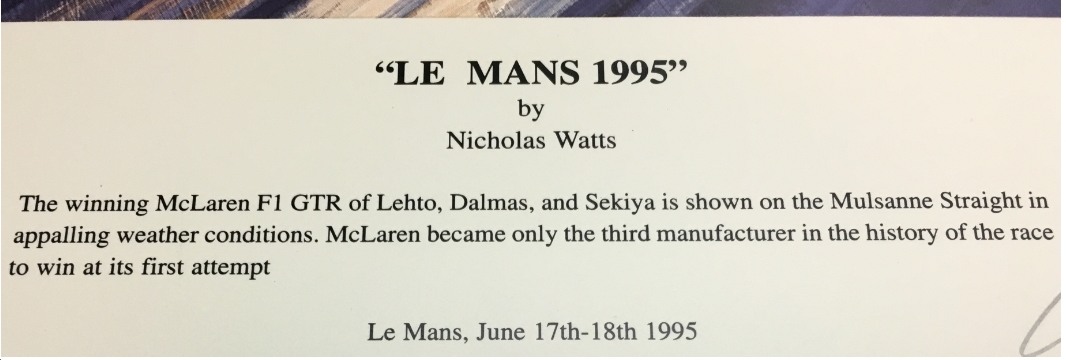 “LE MANS 1995”
by
Nicholas Watts
The winning McLaren F1 GTR of Lehto, Dalmas, and Sekiya is shown on the Mulsanne Straight in
appalling weather conditions. McLaren became only the third manufacturer in the history of the race
to win at its first attempt
Le Mans, June 17th-18th 1995